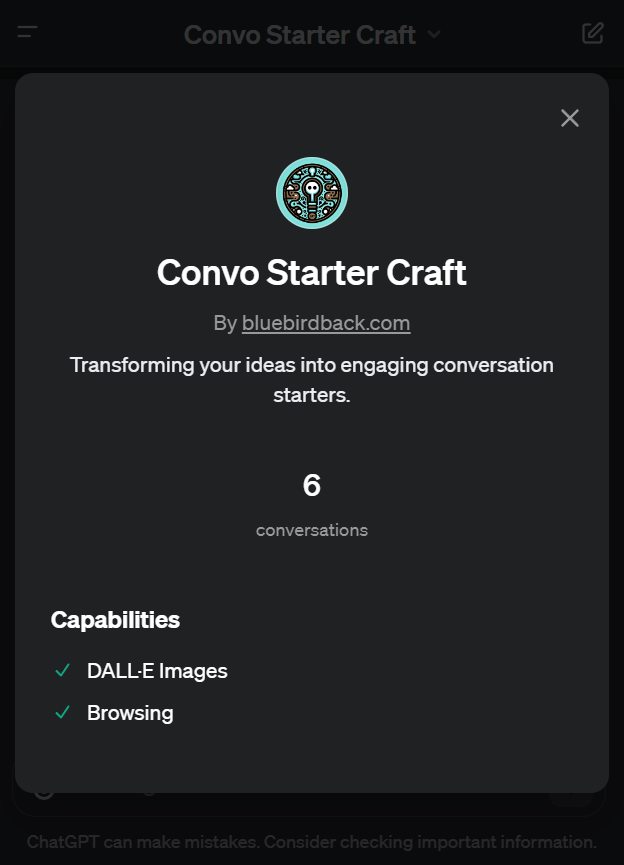 Convo Starter Craft
Convo Starter Craft
By bluebirdback.com
Transforming your ideas into engaging conversation
starters.
6
conversations
Capabilities
DALL·E Images
Browsing
ChatGPT can make mistakes. Consider checking important information.